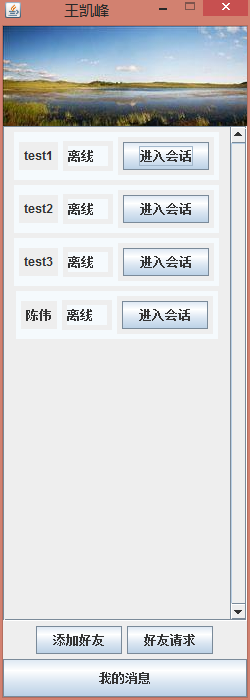 王凯峰
test1 离线 进入会话
test2 离线 进入会话
test3 离线 进入会话
陈伟 离线 进入会话
添加好友 好友请求
我的消息